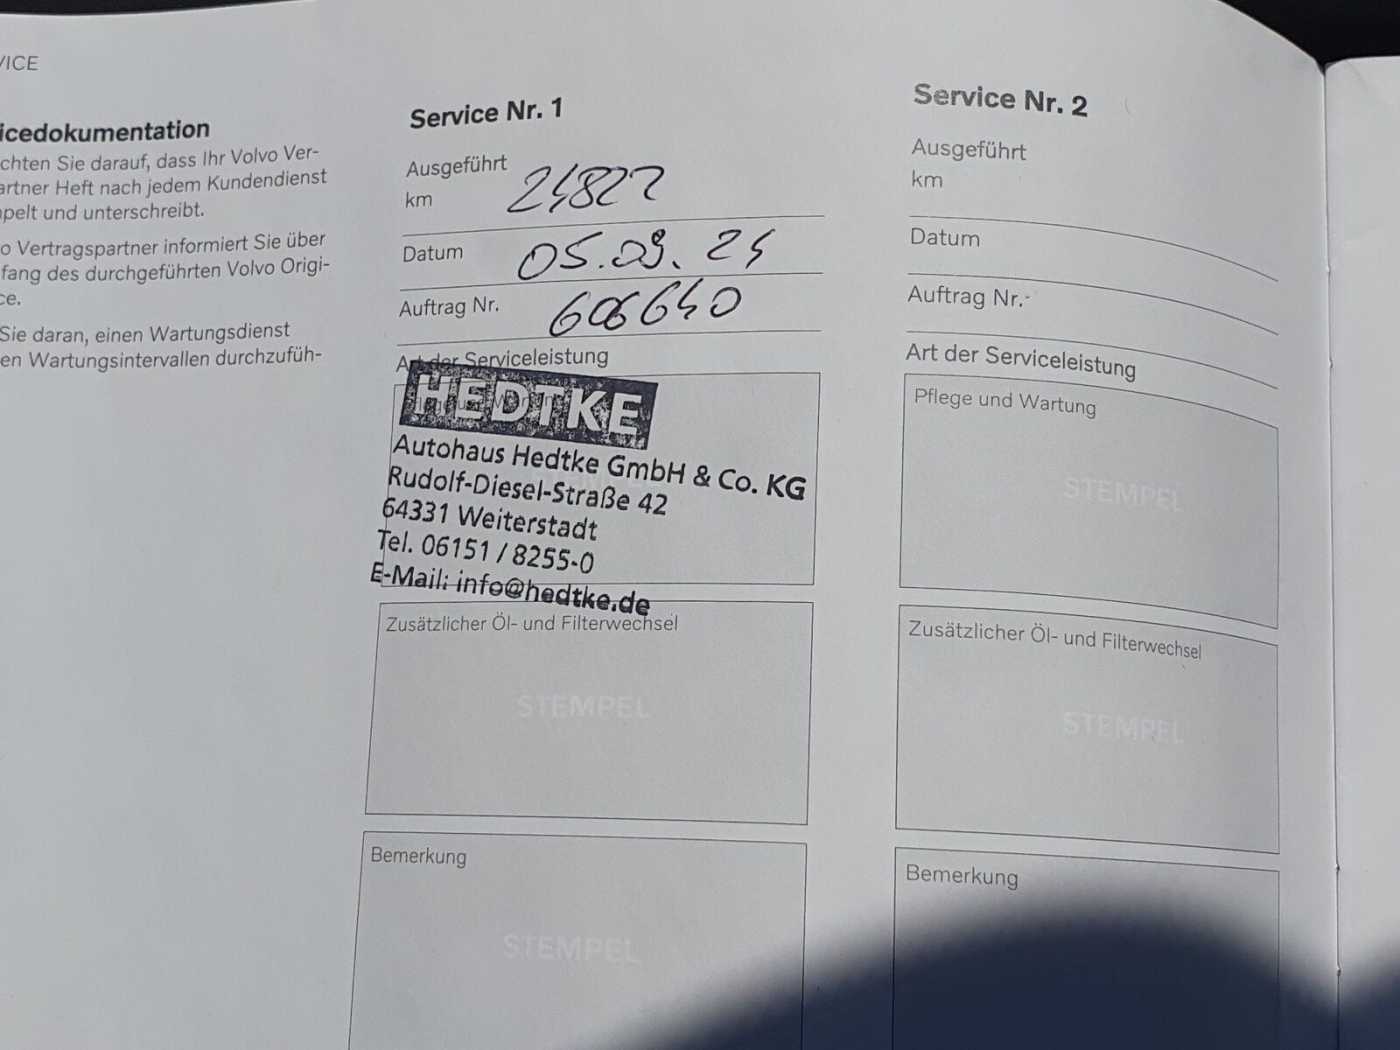 VICE
icedokumentation
chten Sie darauf, dass Ihr Volvo Ver-
artner Heft nach jedem Kundendienst
pelt und unterschreibt.
o Vertragspartner informiert Sie über
fang des durchgeführten Volvo Origi-
ce.
Sie daran, einen Wartungsdienst
en Wartungsintervallen durchzufüh-
Service Nr. 1
Ausgeführt
km 24822
Datum 05.09.24
Auftrag Nr. 606640
Art der Serviceleistung
HEDTKE
Autohaus Hedtke GmbH & Co. KG
Rudolf-Diesel-Straße 42
64331 Weiterstadt
Tel. 06151 / 8255-0
E-Mail: info@hedtke.de
Zusätzlicher Öl- und Filterwechsel
STEMPEL
Bemerkung
STEMPEL
Service Nr. 2
Ausgeführt
km
Datum
Auftrag Nr.
Art der Serviceleistung
Pflege und Wartung
STEMPEL
Zusätzlicher Öl- und Filterwechsel
STEMPEL
Bemerkung